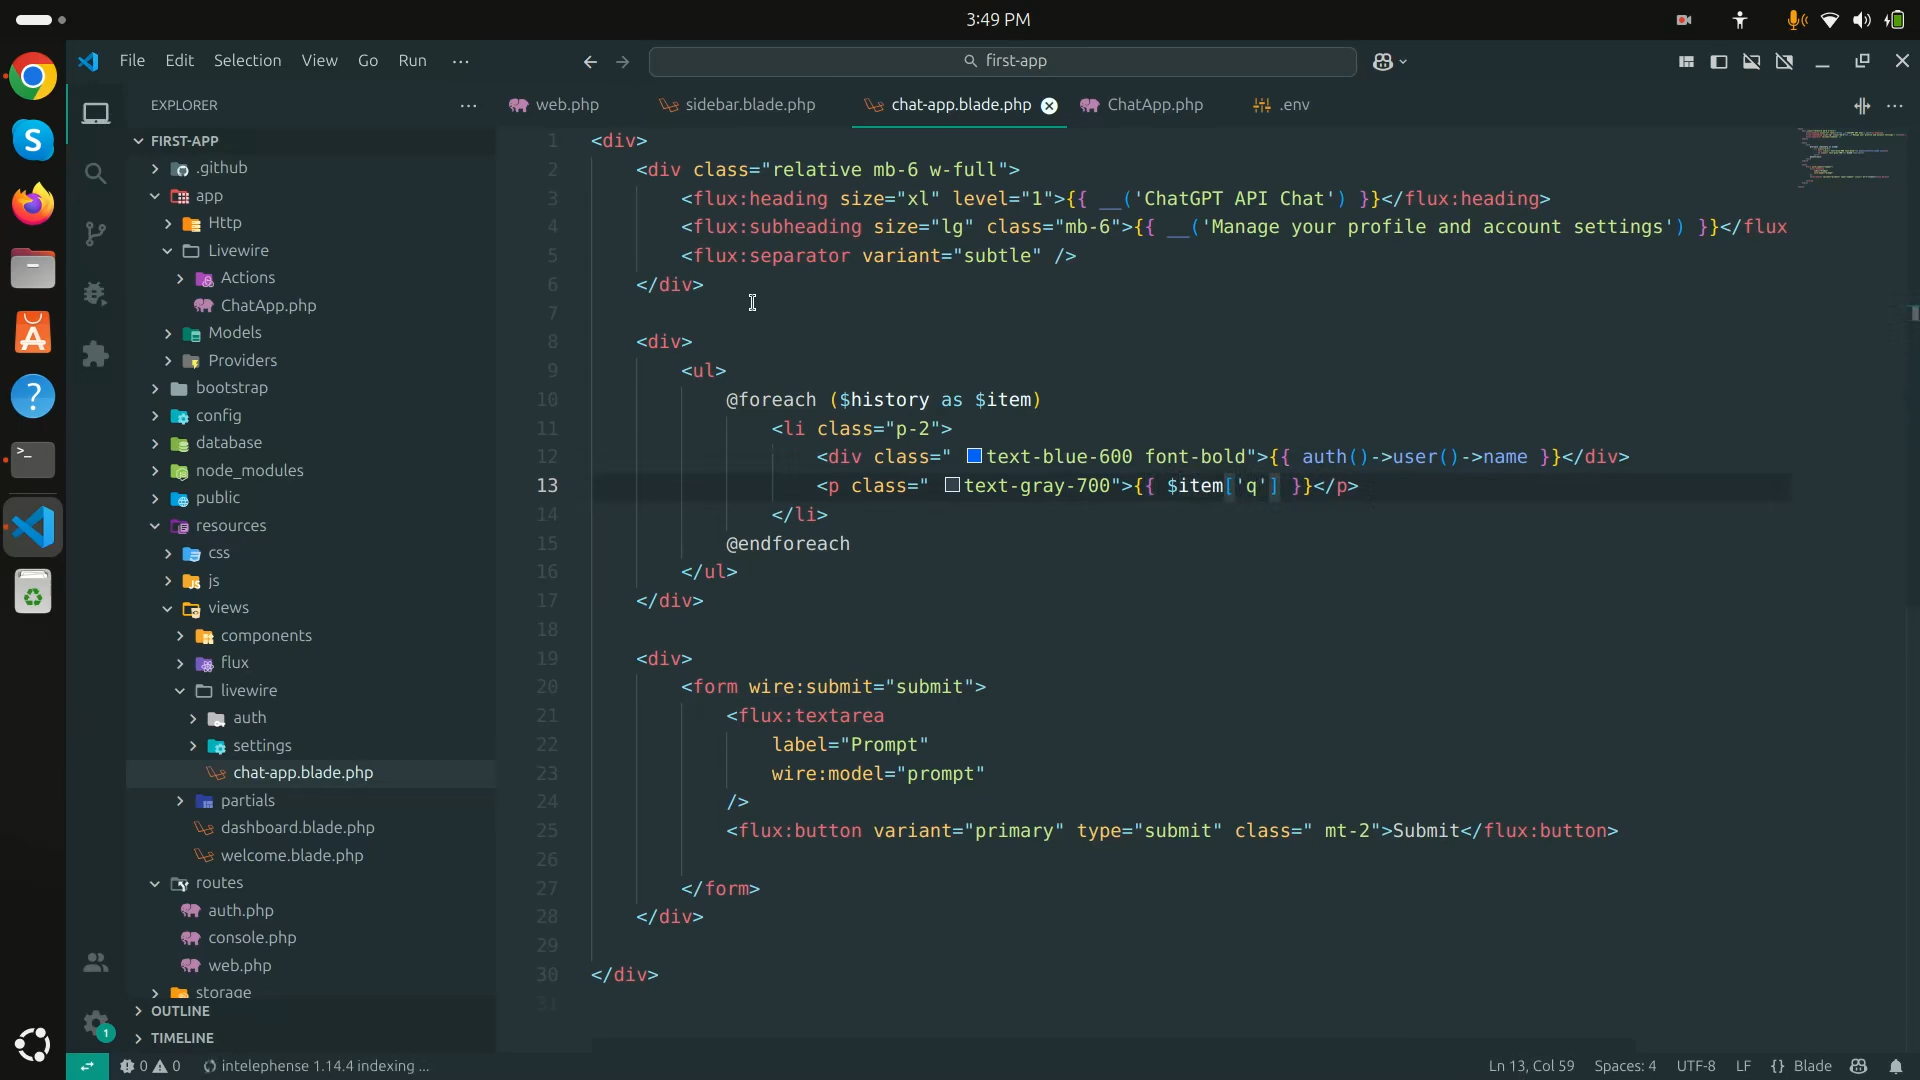 3:49 PM
File Edit Selection View Go Run ···
first-app
EXPLORER ···
web.php sidebar.blade.php chat-app.blade.php ChatApp.php .env ···
FIRST-APP
.github
app
Http
Livewire
Actions
ChatApp.php
Models
Providers
bootstrap
config
database
node_modules
public
resources
css
js
views
components
flux
livewire
auth
settings
chat-app.blade.php
partials
dashboard.blade.php
welcome.blade.php
routes
auth.php
console.php
web.php
storage
OUTLINE
TIMELINE
1 <div>
2 <div class="relative mb-6 w-full">
3 <flux:heading size="xl" level="1">{{ __('ChatGPT API Chat') }}</flux:heading>
4 <flux:subheading size="lg" class="mb-6">{{ __('Manage your profile and account settings') }}</flux
5 <flux:separator variant="subtle" />
6 </div>
7
8 <div>
9 <ul>
10 @foreach ($history as $item)
11 <li class="p-2">
12 <div class=" text-blue-600 font-bold">{{ auth()->user()->name }}</div>
13 <p class=" text-gray-700">{{ $item['q'] }}</p>
14 </li>
15 @endforeach
16 </ul>
17 </div>
18
19 <div>
20 <form wire:submit="submit">
21 <flux:textarea
22 label="Prompt"
23 wire:model="prompt"
24 />
25 <flux:button variant="primary" type="submit" class=" mt-2">Submit</flux:button>
26
27 </form>
28 </div>
29
30 </div>
31
1
0 0 intelephense 1.14.4 indexing ... Ln 13, Col 59 Spaces: 4 UTF-8 LF {} Blade